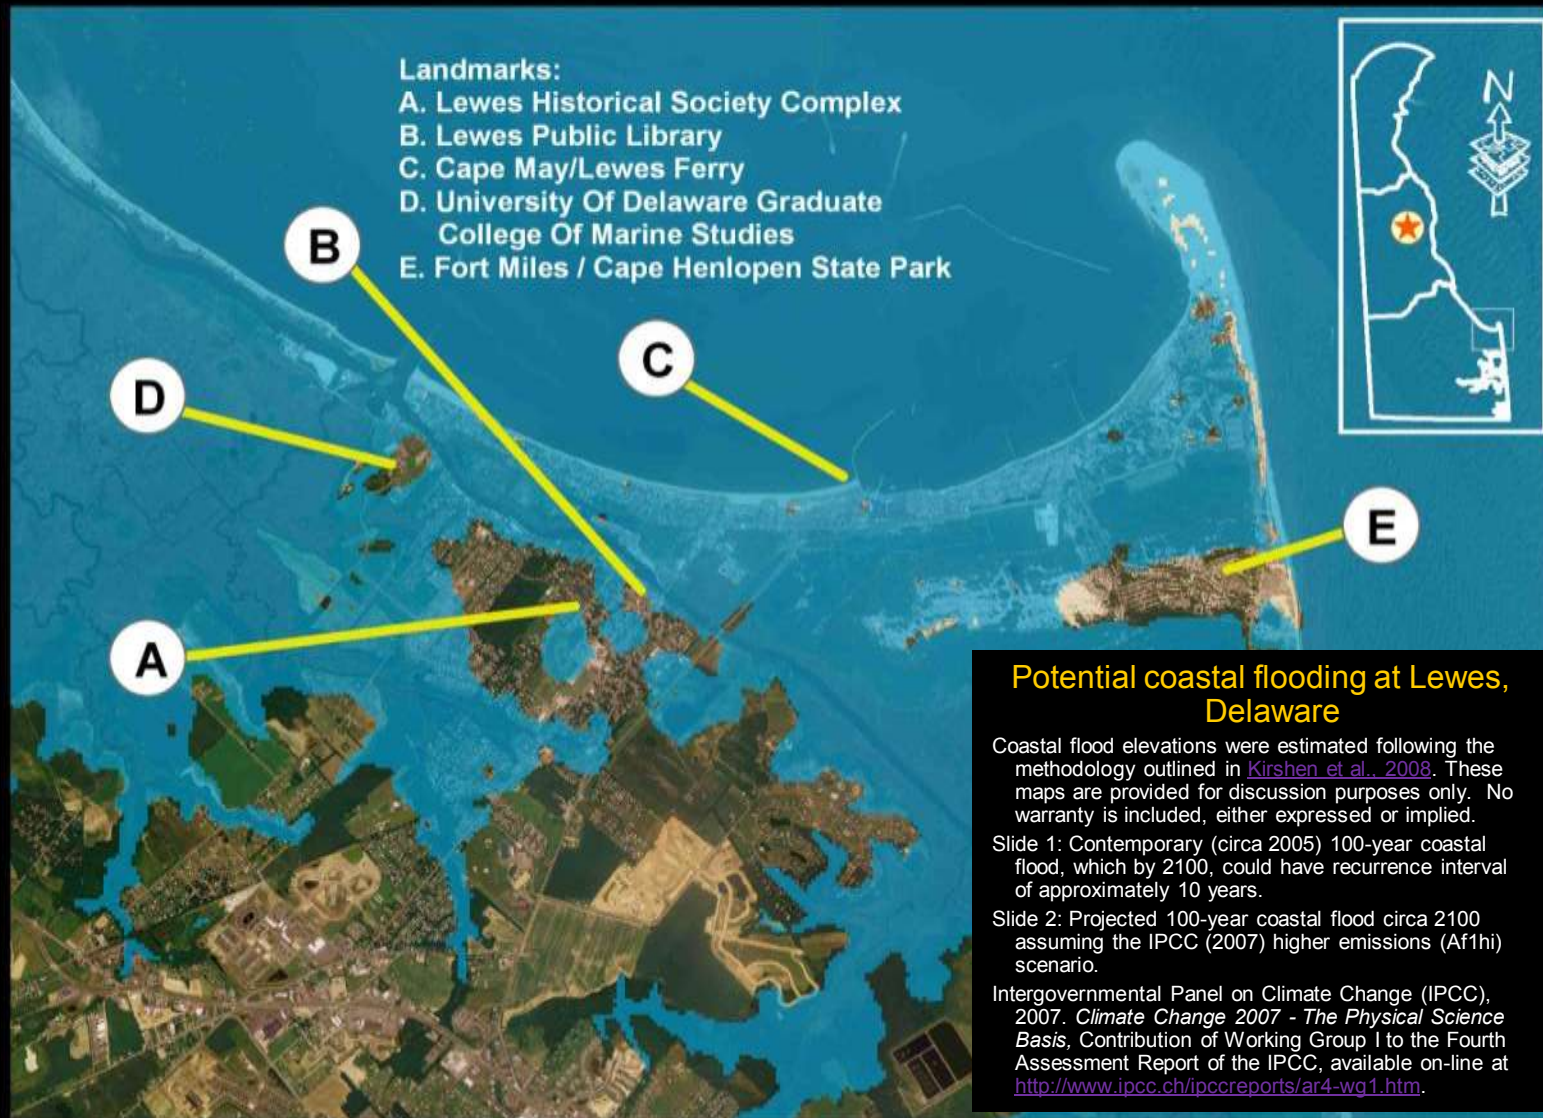 Landmarks:
A. Lewes Historical Society Complex
B. Lewes Public Library
C. Cape May/Lewes Ferry
D. University Of Delaware Graduate
College Of Marine Studies
E. Fort Miles / Cape Henlopen State Park
N
B
C
D
E
A
Potential coastal flooding at Lewes,
Delaware
Coastal flood elevations were estimated following the
methodology outlined in Kirshen et al., 2008. These
maps are provided for discussion purposes only. No
warranty is included, either expressed or implied.
Slide 1: Contemporary (circa 2005) 100-year coastal
flood, which by 2100, could have recurrence interval
of approximately 10 years.
Slide 2: Projected 100-year coastal flood circa 2100
assuming the IPCC (2007) higher emissions (Af1hi)
scenario.
Intergovernmental Panel on Climate Change (IPCC),
2007. Climate Change 2007 - The Physical Science
Basis, Contribution of Working Group I to the Fourth
Assessment Report of the IPCC, available on-line at
http://www.ipcc.ch/ipccreports/ar4-wg1.htm.